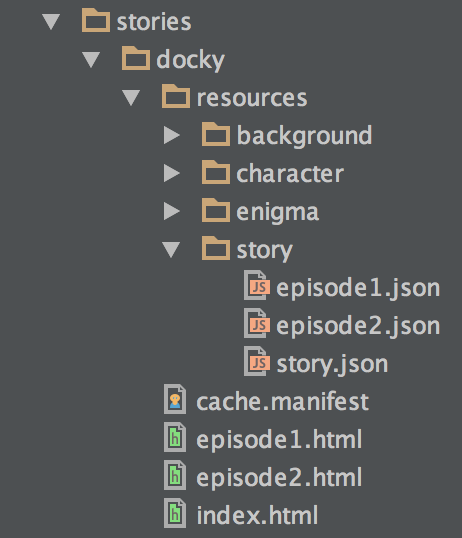 stories
docky
resources
background
character
enigma
story
JS episode1.json
JS episode2.json
JS story.json
cache.manifest
h episode1.html
h episode2.html
h index.html